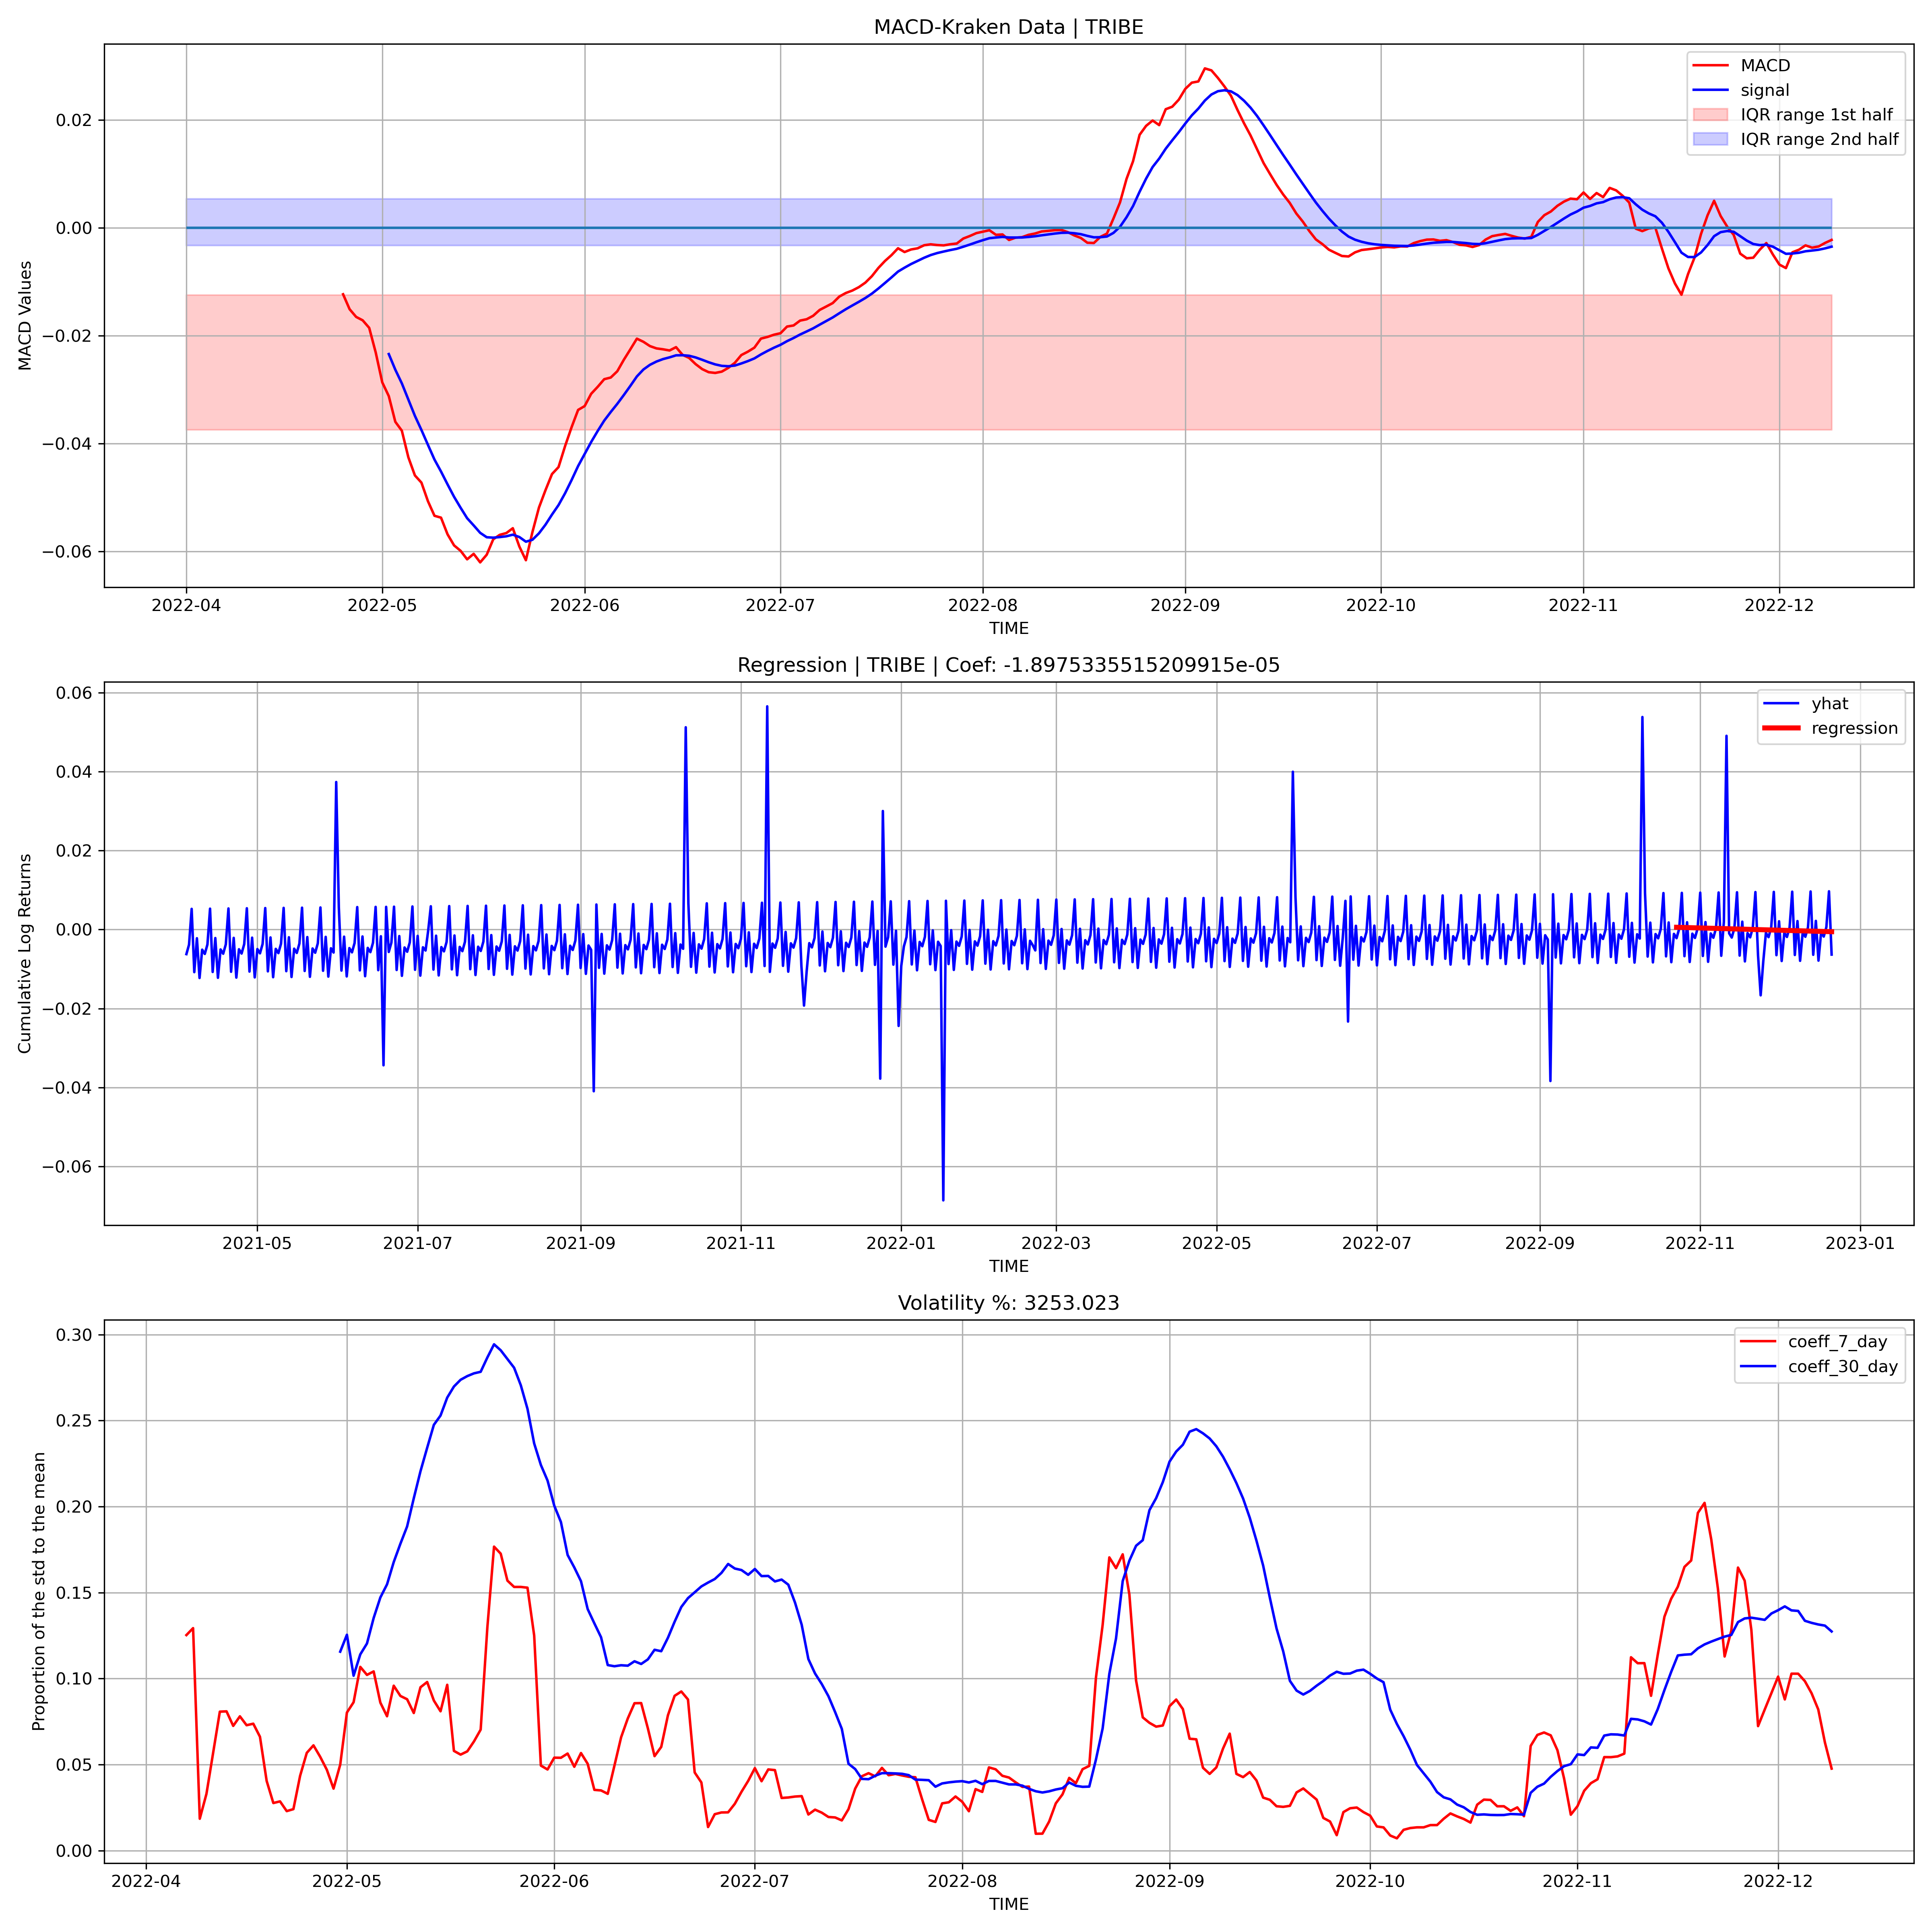 MACD-Kraken Data | TRIBE
MACD
signal
IQR range 1st half
IQR range 2nd half
0.02
0.00
−0.02
−0.04
−0.06
MACD Values
2022-04 2022-05 2022-06 2022-07 2022-08 2022-09 2022-10 2022-11 2022-12
TIME
Regression | TRIBE | Coef: -1.8975335515209915e-05
yhat
regression
0.06
0.04
0.02
0.00
−0.02
−0.04
−0.06
Cumulative Log Returns
2021-05 2021-07 2021-09 2021-11 2022-01 2022-03 2022-05 2022-07 2022-09 2022-11 2023-01
TIME
Volatility %: 3253.023
coeff_7_day
coeff_30_day
0.30
0.25
0.20
0.15
0.10
0.05
0.00
Proportion of the std to the mean
2022-04 2022-05 2022-06 2022-07 2022-08 2022-09 2022-10 2022-11 2022-12
TIME